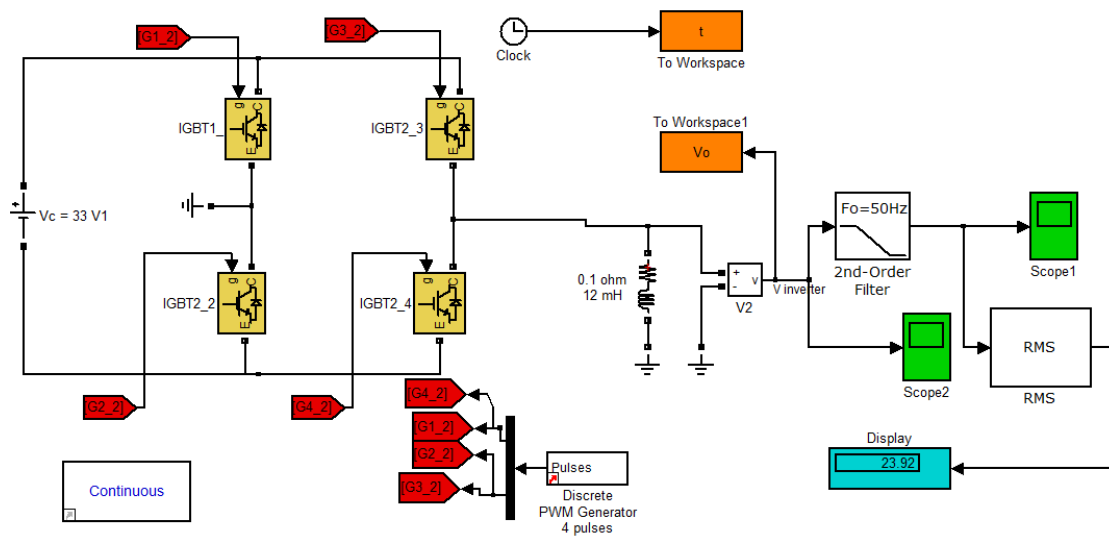 [G1_2]
[G3_2]
Clock
t
To Workspace
g
C
E
IGBT1_
g
C
E
IGBT2_3
To Workspace1
Vo
+
Vc = 33 V1
Fo=50Hz
2nd-Order
Filter
Scope1
g
C
E
IGBT2_2
g
C
E
IGBT2_4
0.1 ohm
12 mH
+
-
v
V2
V inverter
Scope2
RMS
RMS
[G2_2]
[G4_2]
[G4_2]
[G1_2]
[G2_2]
[G3_2]
Pulses
Discrete
PWM Generator
4 pulses
Display
23.92
Continuous